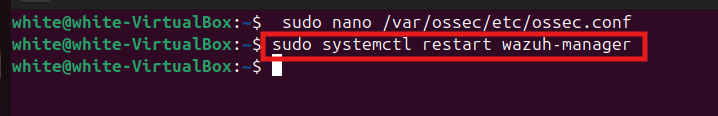 white@white-VirtualBox:~$  sudo nano /var/ossec/etc/ossec.conf
white@white-VirtualBox:~$ sudo systemctl restart wazuh-manager
white@white-VirtualBox:~$